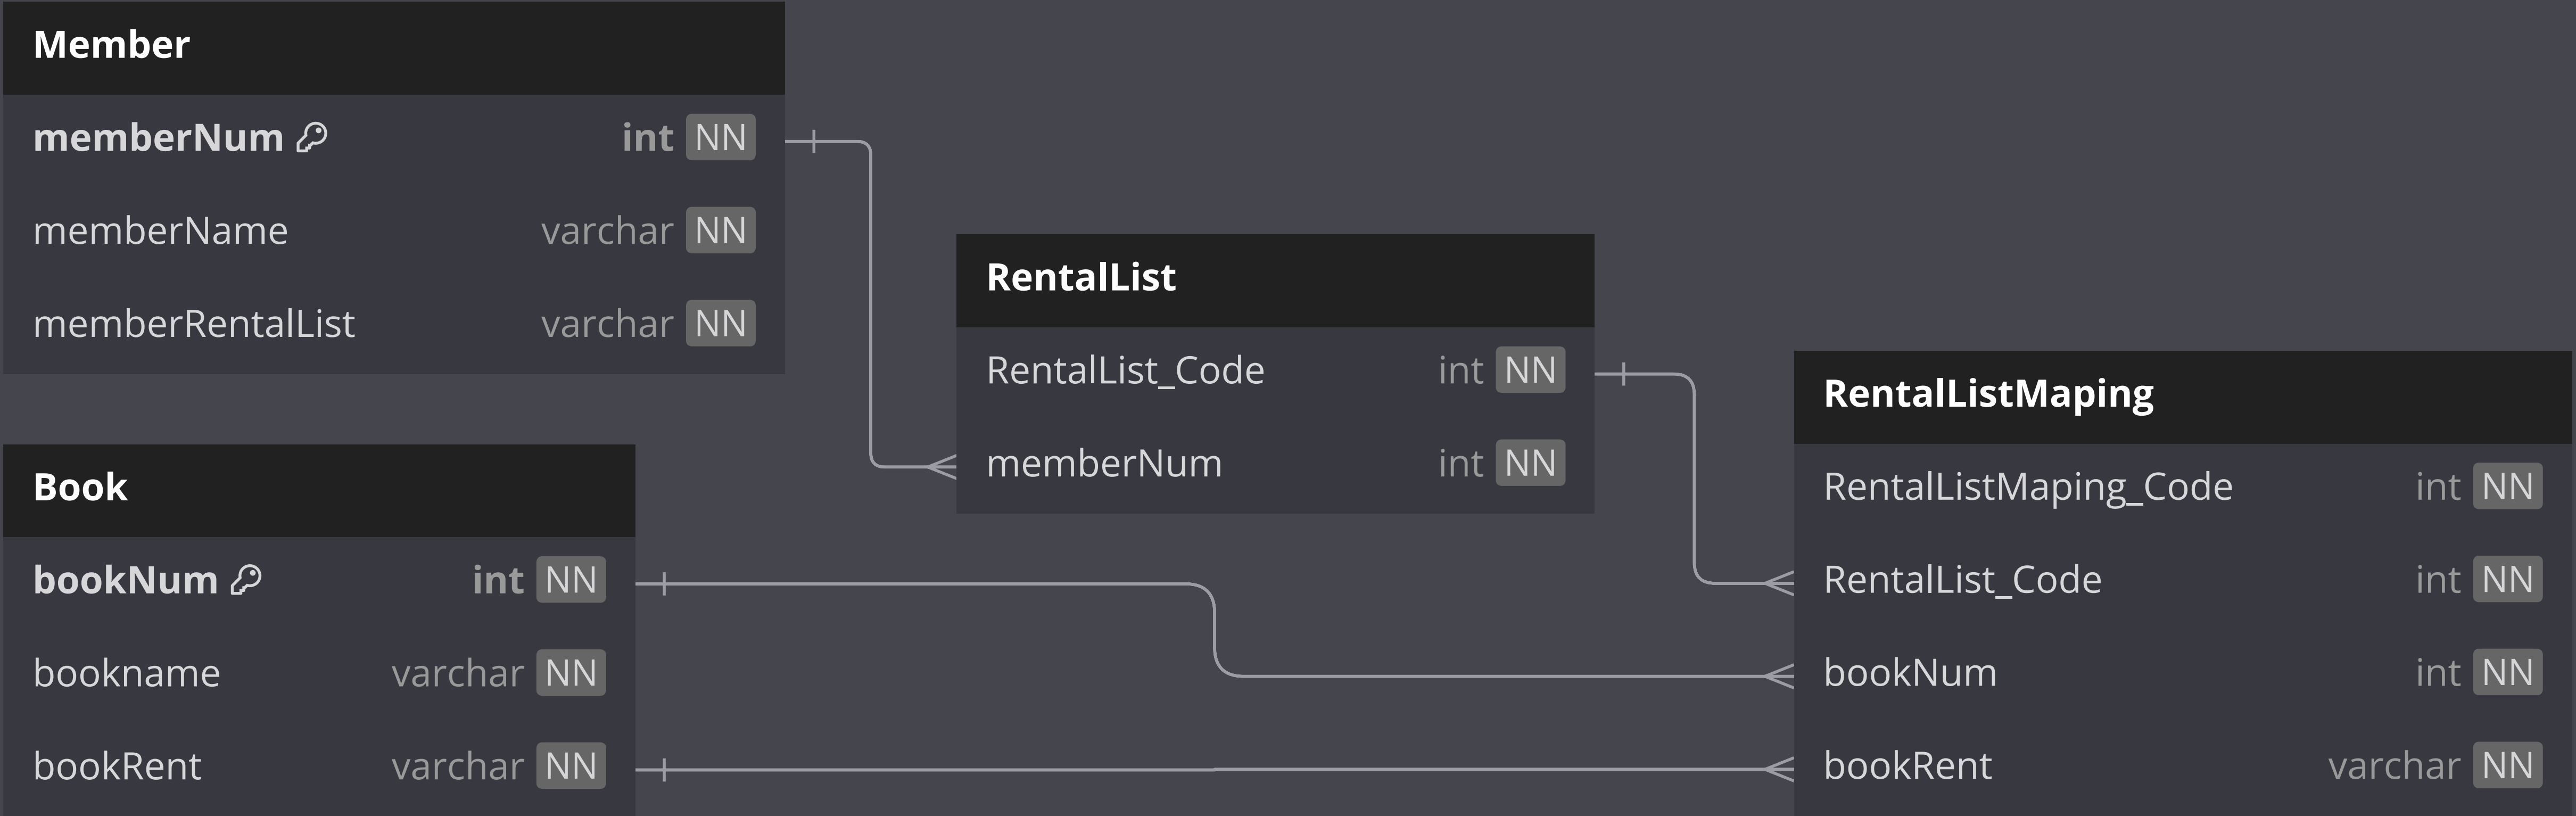 Member
memberNum int NN
memberName varchar NN
memberRentalList varchar NN
Book
bookNum int NN
bookname varchar NN
bookRent varchar NN
RentalList
RentalList_Code int NN
memberNum int NN
RentalListMaping
RentalListMaping_Code int NN
RentalList_Code int NN
bookNum int NN
bookRent varchar NN